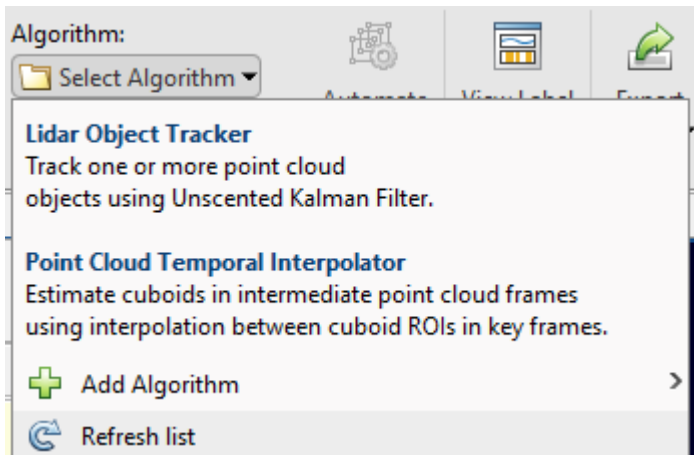 Algorithm:
Select Algorithm
Lidar Object Tracker
Track one or more point cloud
objects using Unscented Kalman Filter.
Point Cloud Temporal Interpolator
Estimate cuboids in intermediate point cloud frames
using interpolation between cuboid ROIs in key frames.
Add Algorithm
Refresh list